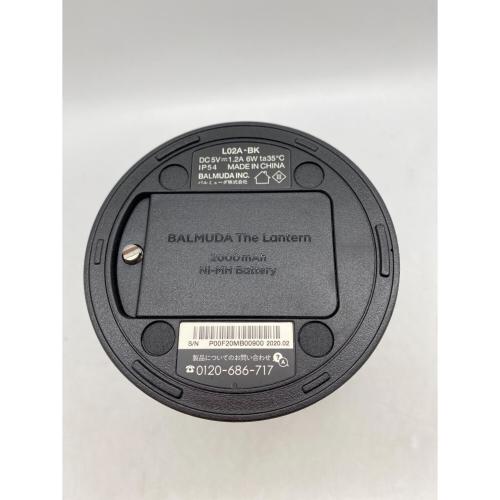 L02A-BK
DC5V⎓1.2A 6W ta35℃
IP54 MADE IN CHINA
BALMUDA INC.
バルミューダ株式会社
B
BALMUDA The Lantern
2000mAh
Ni-MH Battery
S/N P00F20MB00900 2020.02
製品についてのお問い合わせ
Q A
☎0120-686-717